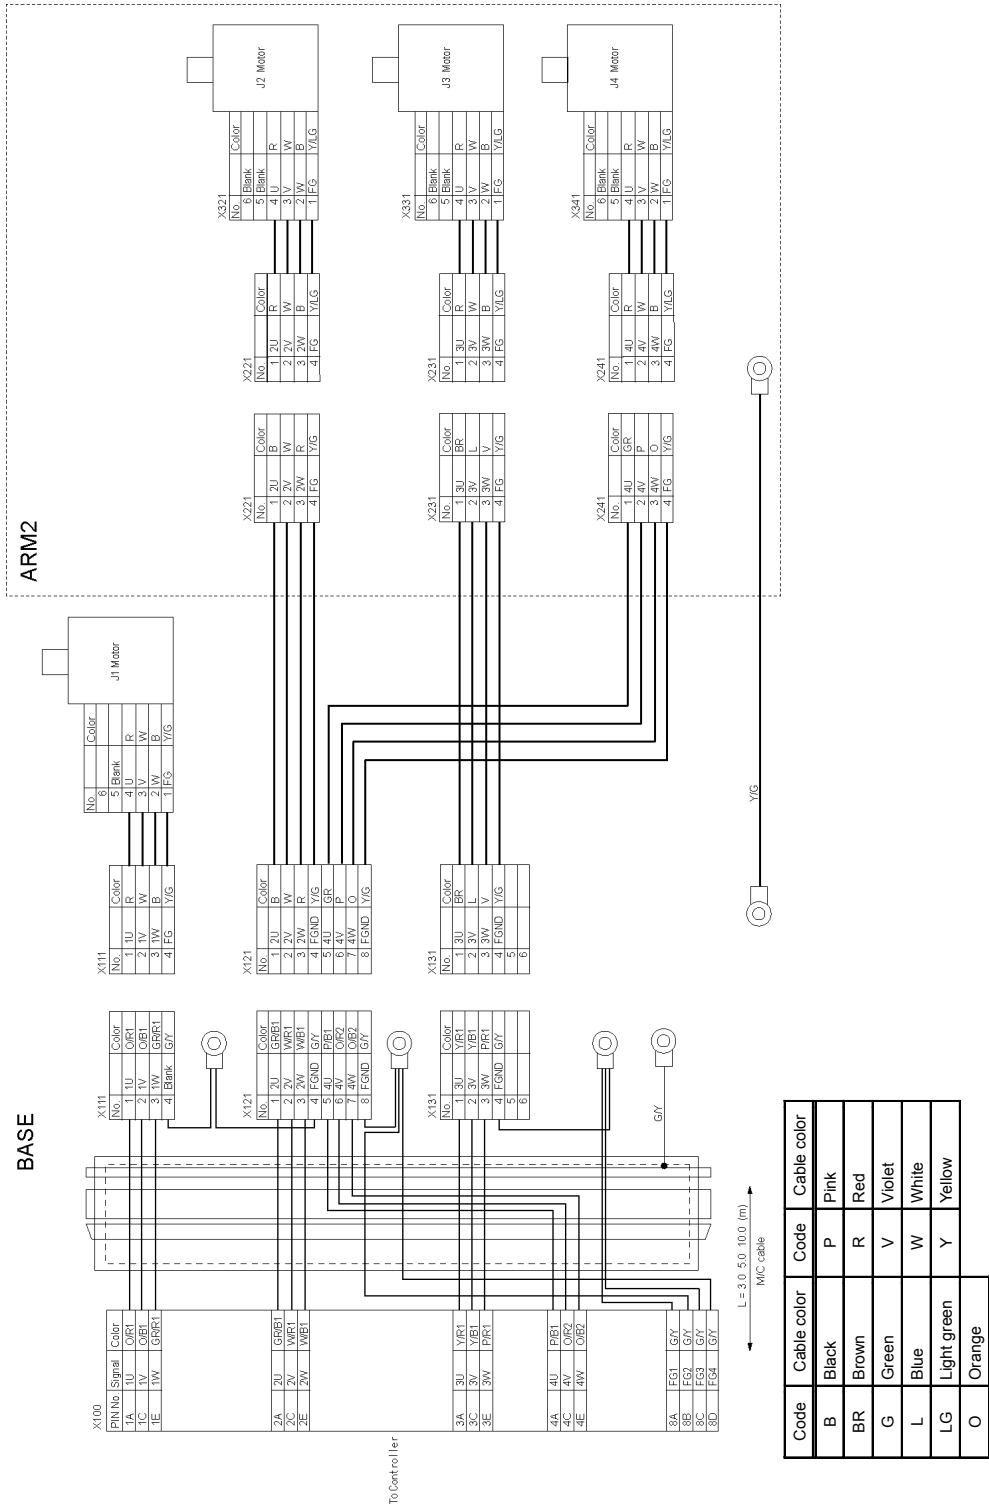 ARM2
BASE
J1 Motor
No. Color
6
5 Blank
4 U R
3 V W
2 W B
1 FG Y/G
J2 Motor
X321
No. Color
6 Blank
5 Blank
4 U R
3 V W
2 W B
1 FG Y/LG
J3 Motor
X331
No. Color
6 Blank
5 Blank
4 U R
3 V W
2 W B
1 FG Y/LG
J4 Motor
X341
No. Color
6 Blank
5 Blank
4 U R
3 V W
2 W B
1 FG Y/LG
X221
No. Color
1 2U R
2 2V W
3 2W B
4 FG Y/LG
X231
No. Color
1 3U R
2 3V W
3 3W B
4 FG Y/LG
X241
No. Color
1 4U R
2 4V W
3 4W B
4 FG Y/LG
X221
No. Color
1 2U B
2 2V W
3 2W R
4 FG Y/G
X231
No. Color
1 3U BR
2 3V L
3 3W V
4 FG Y/G
X241
No. Color
1 4U GR
2 4V P
3 4W O
4 FG Y/G
X111
No. Color
1 1U R
2 1V W
3 1W B
4 FG Y/G
X121
No. Color
1 2U B
2 2V W
3 2W R
4 FGND Y/G
5 4U GR
6 4V P
7 4W O
8 FGND Y/G
X131
No. Color
1 3U BR
2 3V L
3 3W V
4 FGND Y/G
5
6
Y/G
X111
No. Color
1 1U O/R1
2 1V O/B1
3 1W GR/R1
4 Blank G/Y
X121
No. Color
1 2U GR/B1
2 2V W/R1
3 2W W/B1
4 FGND G/Y
5 4U P/B1
6 4V O/R2
7 4W O/B2
8 FGND G/Y
X131
No. Color
1 3U Y/R1
2 3V Y/B1
3 3W P/R1
4 FGND G/Y
5
6
G/Y
X100
PIN No. Signal Color
1A 1U O/R1
1C 1V O/B1
1E 1W GR/R1
2A 2U GR/B1
2C 2V W/R1
2E 2W W/B1
3A 3U Y/R1
3C 3V Y/B1
3E 3W P/R1
4A 4U P/B1
4C 4V O/R2
4E 4W O/B2
8A FG1 G/Y
8B FG2 G/Y
8C FG3 G/Y
8D FG4 G/Y
To Controller
L = 3.0 5.0 10.0 (m)
M/C cable
Code Cable color Code Cable color
B Black P Pink
BR Brown R Red
G Green V Violet
L Blue W White
LG Light green Y Yellow
O Orange